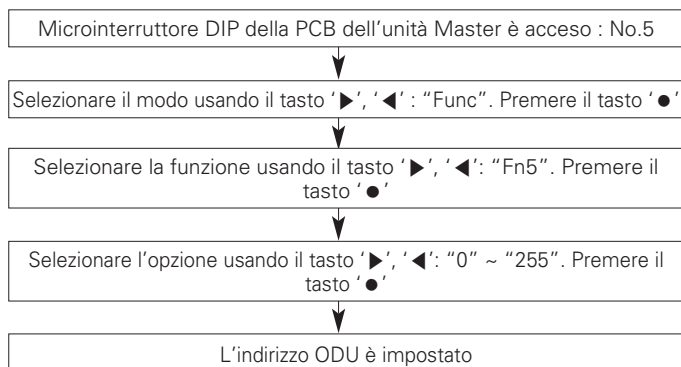 Microinterruttore DIP della PCB dell’unità Master è acceso : No.5
Selezionare il modo usando il tasto ‘▶’, ‘◀’ : “Func”. Premere il tasto ‘●’
Selezionare la funzione usando il tasto ‘▶’, ‘◀’: “Fn5”. Premere il
tasto ‘●’
Selezionare l’opzione usando il tasto ‘▶’, ‘◀’: “0” ~ “255”. Premere il
tasto ‘●’
L’indirizzo ODU è impostato